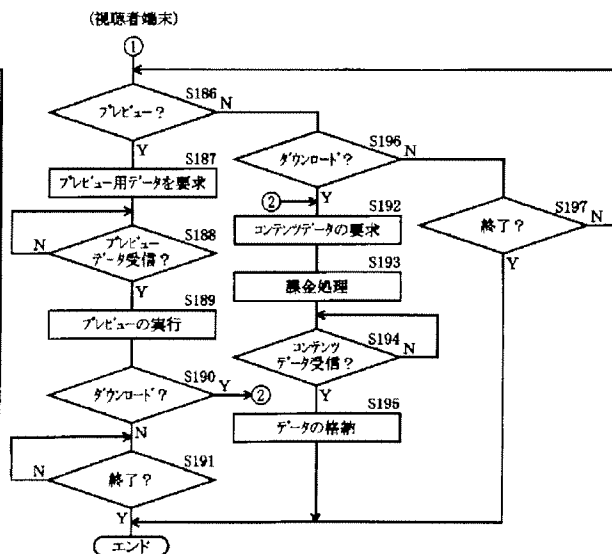 (視聴者端末)
①
S186
プレビュー?
N
Y
S187
プレビュー用データを要求
S188
プレビュー
データ受信?
N
Y
S189
プレビューの実行
S190
ダウンロード?
Y
②
N
S191
終了?
N
Y
エンド
S196
ダウンロード?
N
Y
②
S192
コンテンツデータの要求
S193
課金処理
S194
コンテンツ
データ受信?
N
Y
S195
データの格納
S197
終了?
N
Y